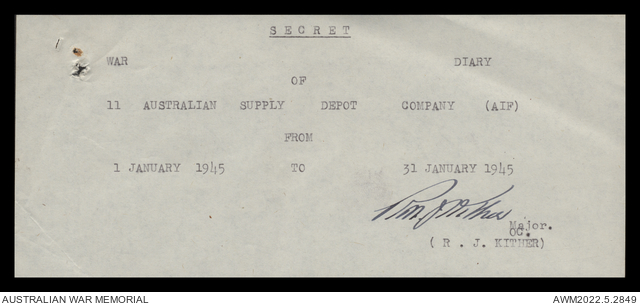 SECRET
WAR DIARY
OF
11 AUSTRALIAN SUPPLY DEPOT COMPANY (AIF)
FROM
1 JANUARY 1945 TO 31 JANUARY 1945
Major.
OC.
( R . J. KITHER)
AUSTRALIAN WAR MEMORIAL AWM2022.5.2849